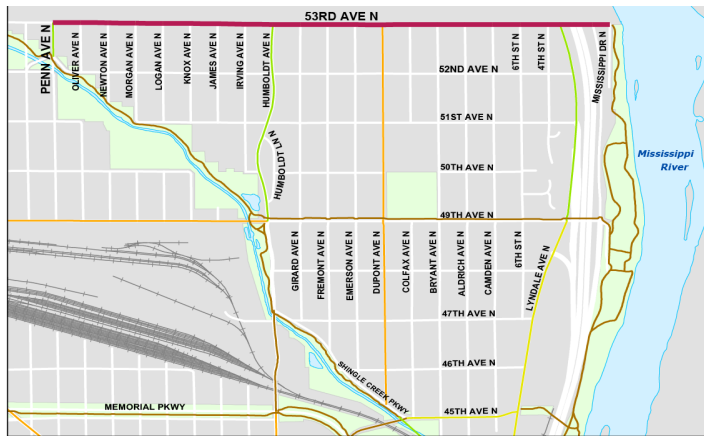 53RD AVE N
PENN AVE N
OLIVER AVE N
NEWTON AVE N
MORGAN AVE N
LOGAN AVE N
KNOX AVE N
JAMES AVE N
IRVING AVE N
HUMBOLDT AVE N
6TH ST N
4TH ST N
MISSISSIPPI DR N
52ND AVE N
51ST AVE N
HUMBOLDT LN N
50TH AVE N
Mississippi
River
49TH AVE N
GIRARD AVE N
FREMONT AVE N
EMERSON AVE N
DUPONT AVE N
COLFAX AVE N
BRYANT AVE N
ALDRICH AVE N
CAMDEN AVE N
6TH ST N
LYNDALE AVE N
47TH AVE N
SHINGLE CREEK PKWY
46TH AVE N
MEMORIAL PKWY
45TH AVE N